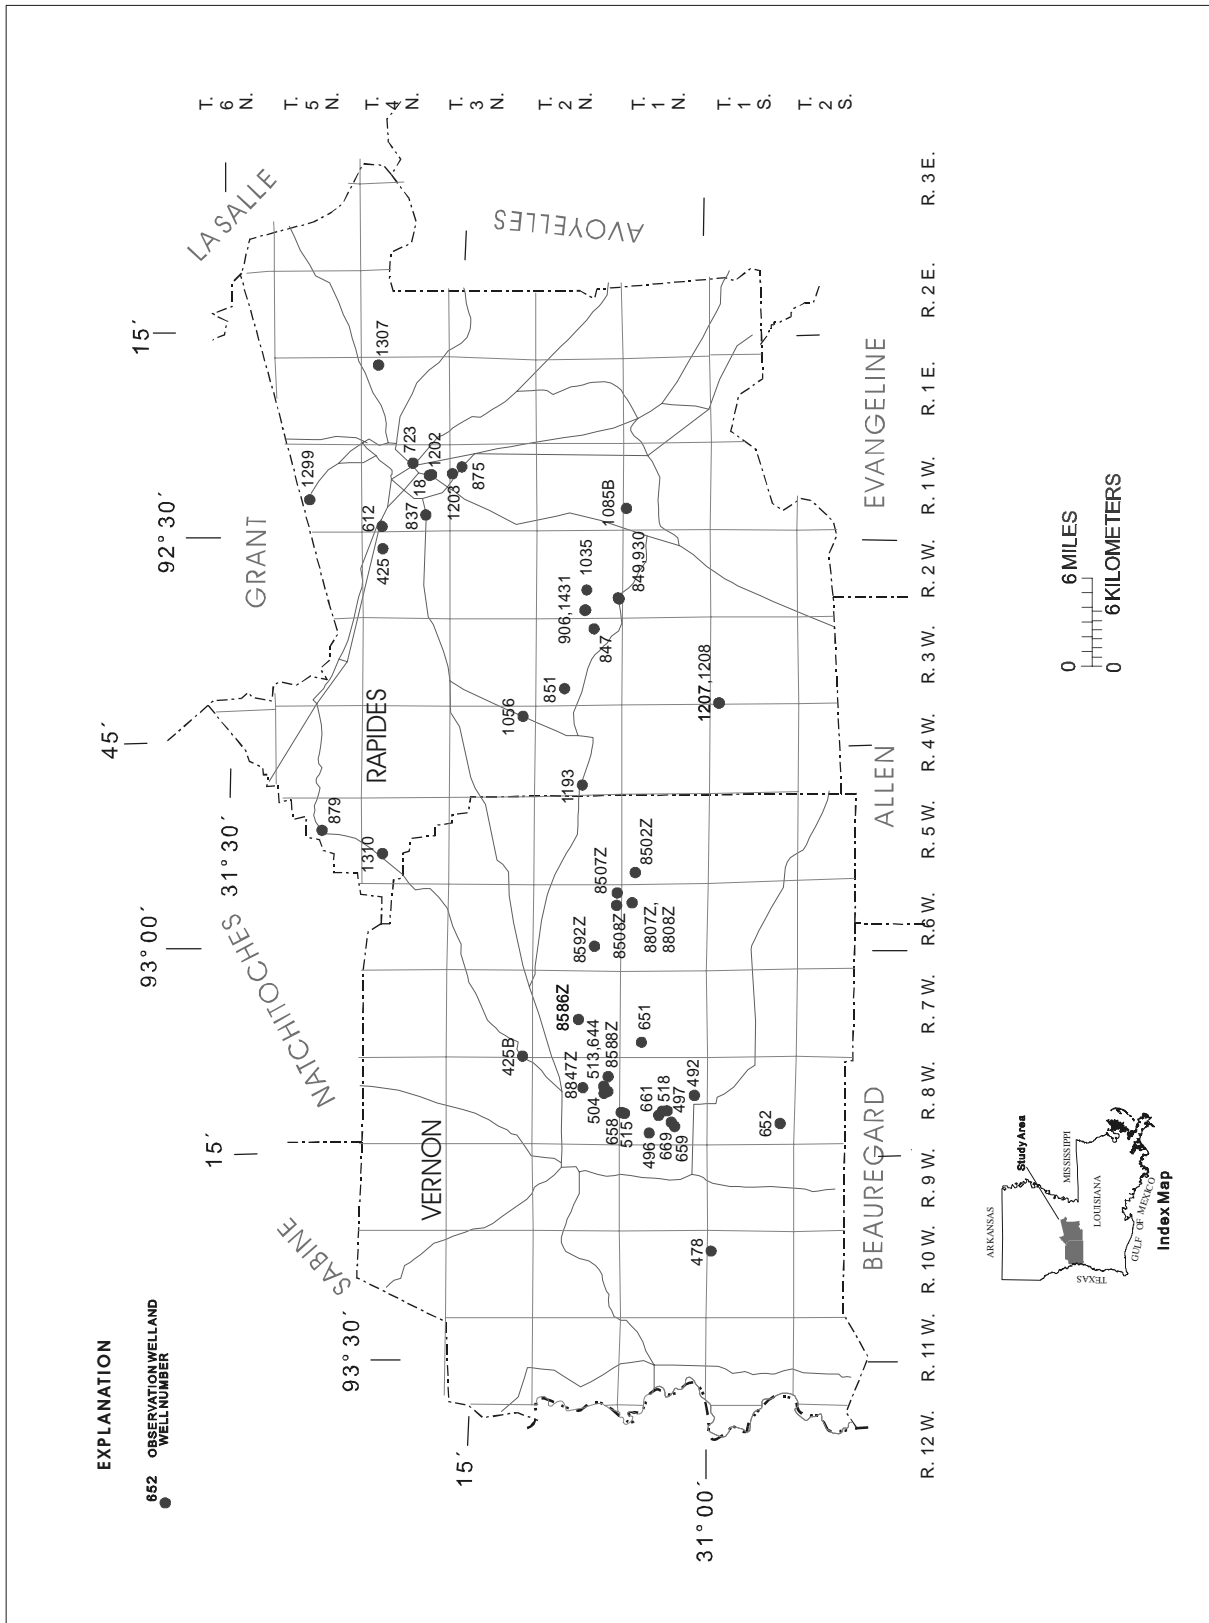 EXPLANATION
652 OBSERVATION WELL AND
WELL NUMBER
T. 6 N.
T. 5 N.
T. 4 N.
T. 3 N.
T. 2 N.
T. 1 N.
T. 1 S.
T. 2 S.
R. 12 W.
R. 11 W.
R. 10 W.
R. 9 W.
R. 8 W.
R. 7 W.
R. 6 W.
R. 5 W.
R. 4 W.
R. 3 W.
R. 2 W.
R. 1 W.
R. 1 E.
R. 2 E.
R. 3 E.
93°30´
15´
93°00´
45´
92°30´
15´
31°30´
15´
31°00´
SABINE
NATCHITOCHES
GRANT
LA SALLE
AVOYELLES
EVANGELINE
ALLEN
BEAUREGARD
VERNON
RAPIDES
1299
1307
612
425
723
18
1202
837
1203
875
879
1310
1056
851
906,1431
1035
847
849,930
1085B
1193
1207,1208
425B
8586Z
8592Z
8507Z
8508Z
8502Z
8807Z,
8808Z
8847Z
513,644
8588Z
504
651
658
515
661
518
497
496
669
659
492
652
478
0 6 MILES
0 6 KILOMETERS
ARKANSAS
Study Area
MISSISSIPPI
LOUISIANA
TEXAS
GULF OF MEXICO
Index Map